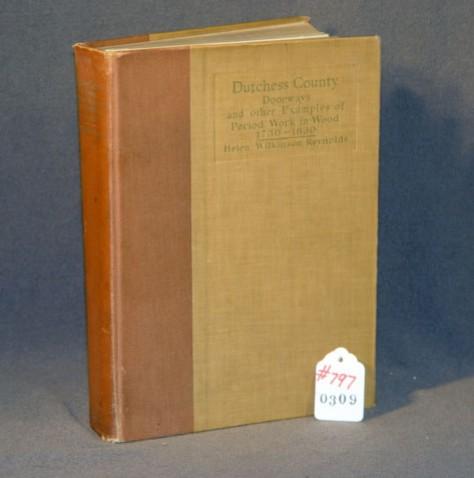 Dutchess County
Doorways
and other Examples of
Period Work in Wood
1730-1830
Helen Wilkinson Reynolds
#797
0309